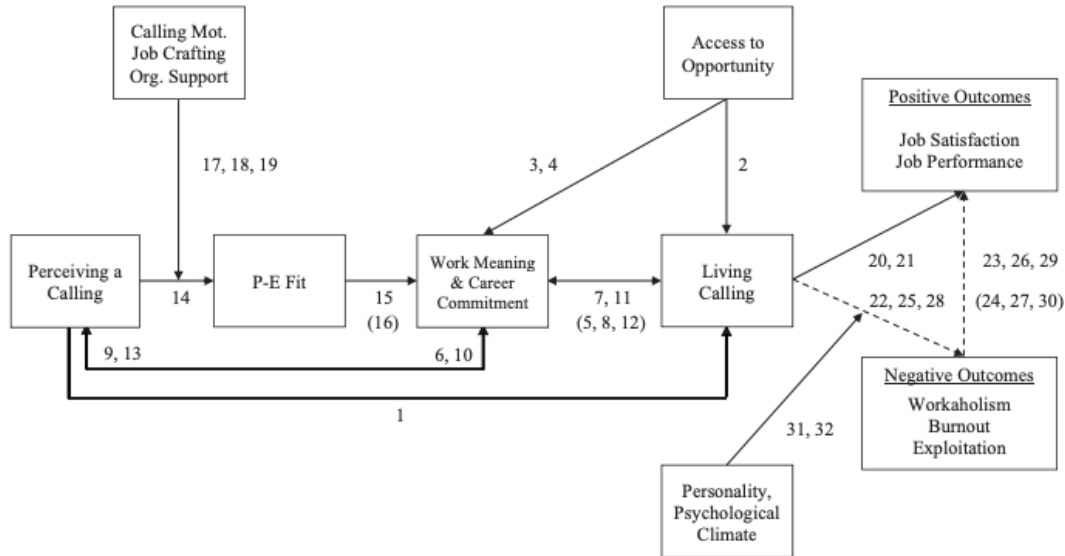 Calling Mot.
Job Crafting
Org. Support
Access to
Opportunity
Positive Outcomes
Job Satisfaction
Job Performance
17, 18, 19
3, 4
2
Perceiving a
Calling
14
P-E Fit
15
(16)
Work Meaning
& Career
Commitment
7, 11
(5, 8, 12)
Living
Calling
20, 21
22, 25, 28
23, 26, 29
(24, 27, 30)
9, 13
6, 10
1
Negative Outcomes
Workaholism
Burnout
Exploitation
31, 32
Personality,
Psychological
Climate